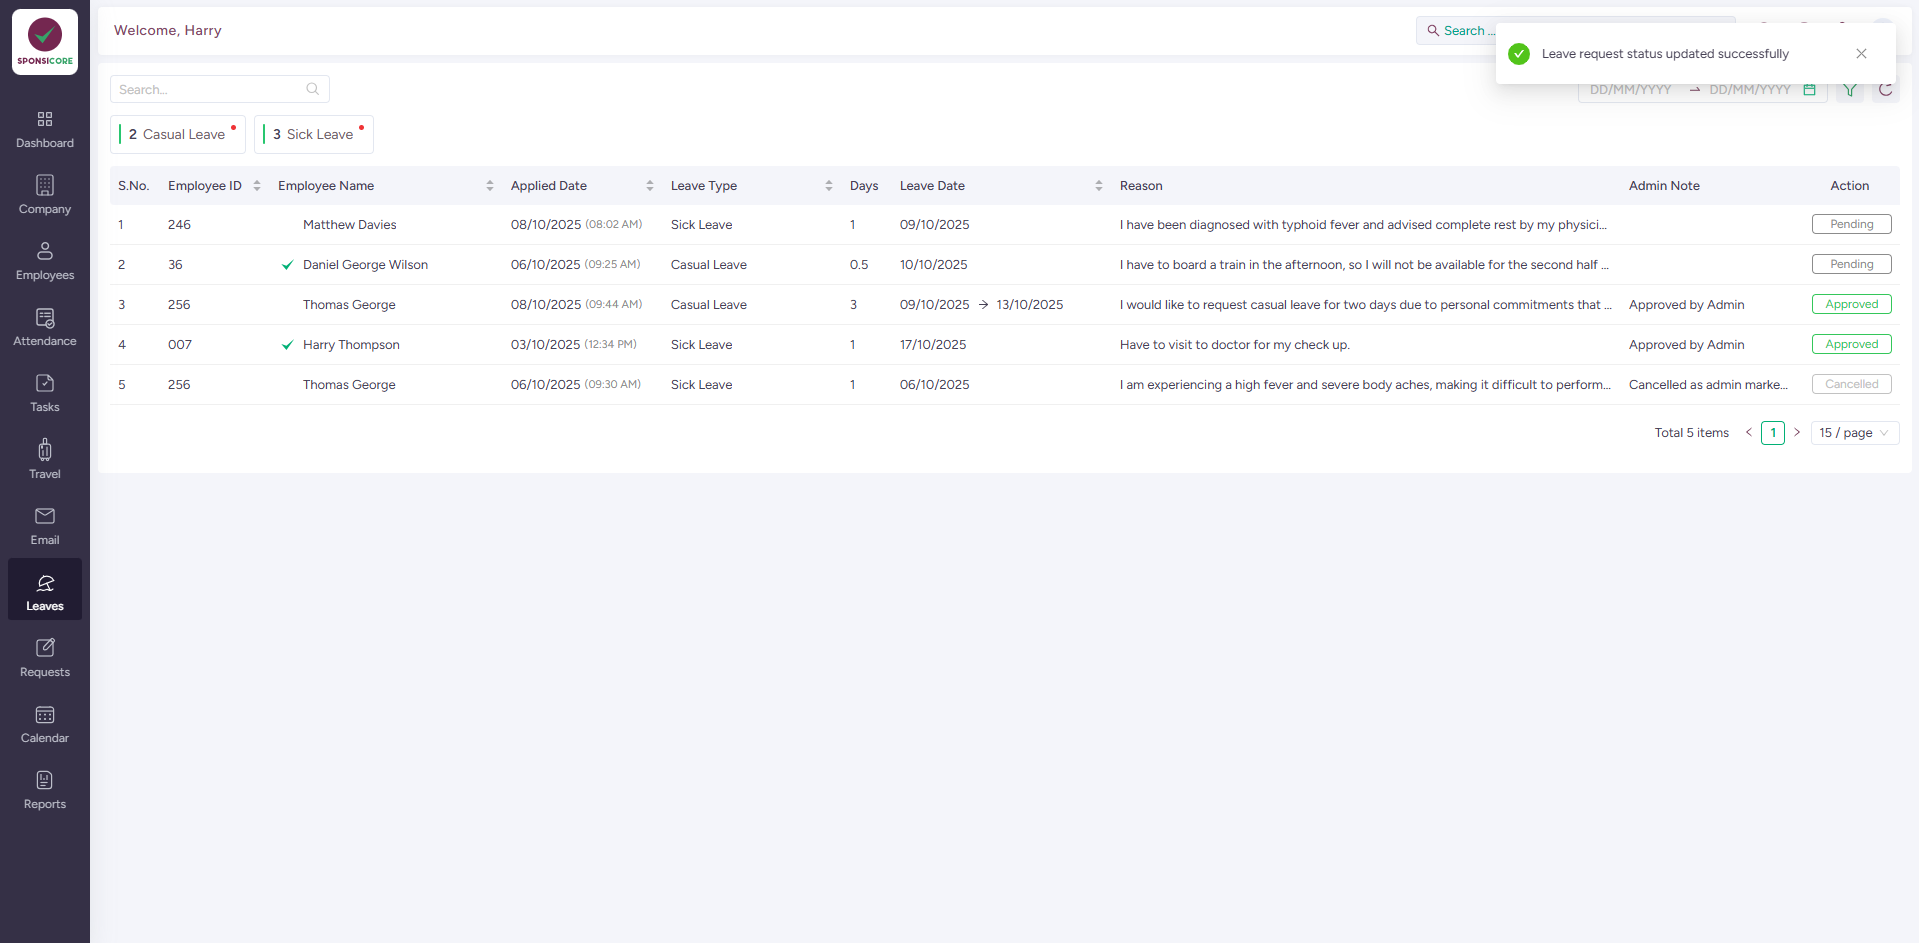 SPONSICORE
Dashboard
Company
Employees
Attendance
Tasks
Travel
Email
Leaves
Requests
Calendar
Reports
Welcome, Harry
Search ...
Leave request status updated successfully
Search...
DD/MM/YYYY → DD/MM/YYYY
2 Casual Leave
3 Sick Leave
S.No. Employee ID Employee Name Applied Date Leave Type Days Leave Date Reason Admin Note Action
1 246 Matthew Davies 08/10/2025 (08:02 AM) Sick Leave 1 09/10/2025 I have been diagnosed with typhoid fever and advised complete rest by my physici... Pending
2 36 Daniel George Wilson 06/10/2025 (09:25 AM) Casual Leave 0.5 10/10/2025 I have to board a train in the afternoon, so I will not be available for the second half ... Pending
3 256 Thomas George 08/10/2025 (09:44 AM) Casual Leave 3 09/10/2025 → 13/10/2025 I would like to request casual leave for two days due to personal commitments that ... Approved by Admin Approved
4 007 Harry Thompson 03/10/2025 (12:34 PM) Sick Leave 1 17/10/2025 Have to visit to doctor for my check up. Approved by Admin Approved
5 256 Thomas George 06/10/2025 (09:30 AM) Sick Leave 1 06/10/2025 I am experiencing a high fever and severe body aches, making it difficult to perform... Cancelled as admin marke... Cancelled
Total 5 items < 1 > 15 / page